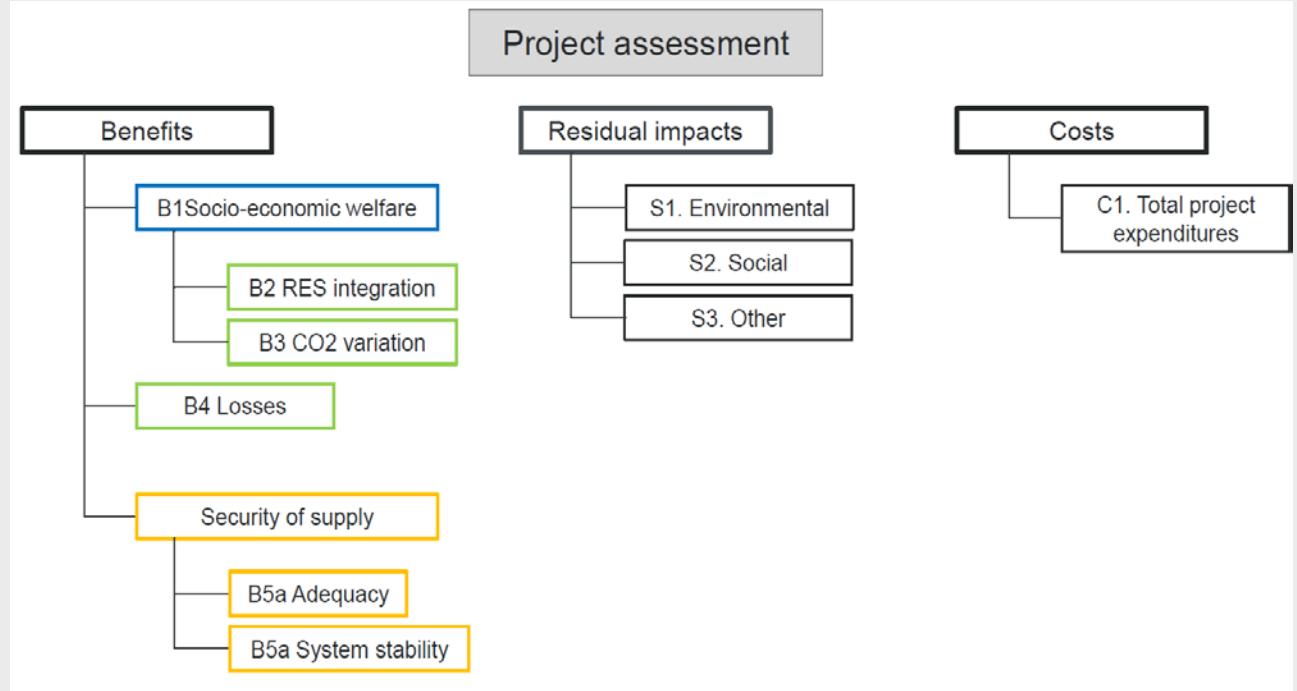 Project assessment
Benefits
B1Socio-economic welfare
B2 RES integration
B3 CO2 variation
B4 Losses
Security of supply
B5a Adequacy
B5a System stability
Residual impacts
S1. Environmental
S2. Social
S3. Other
Costs
C1. Total project
expenditures